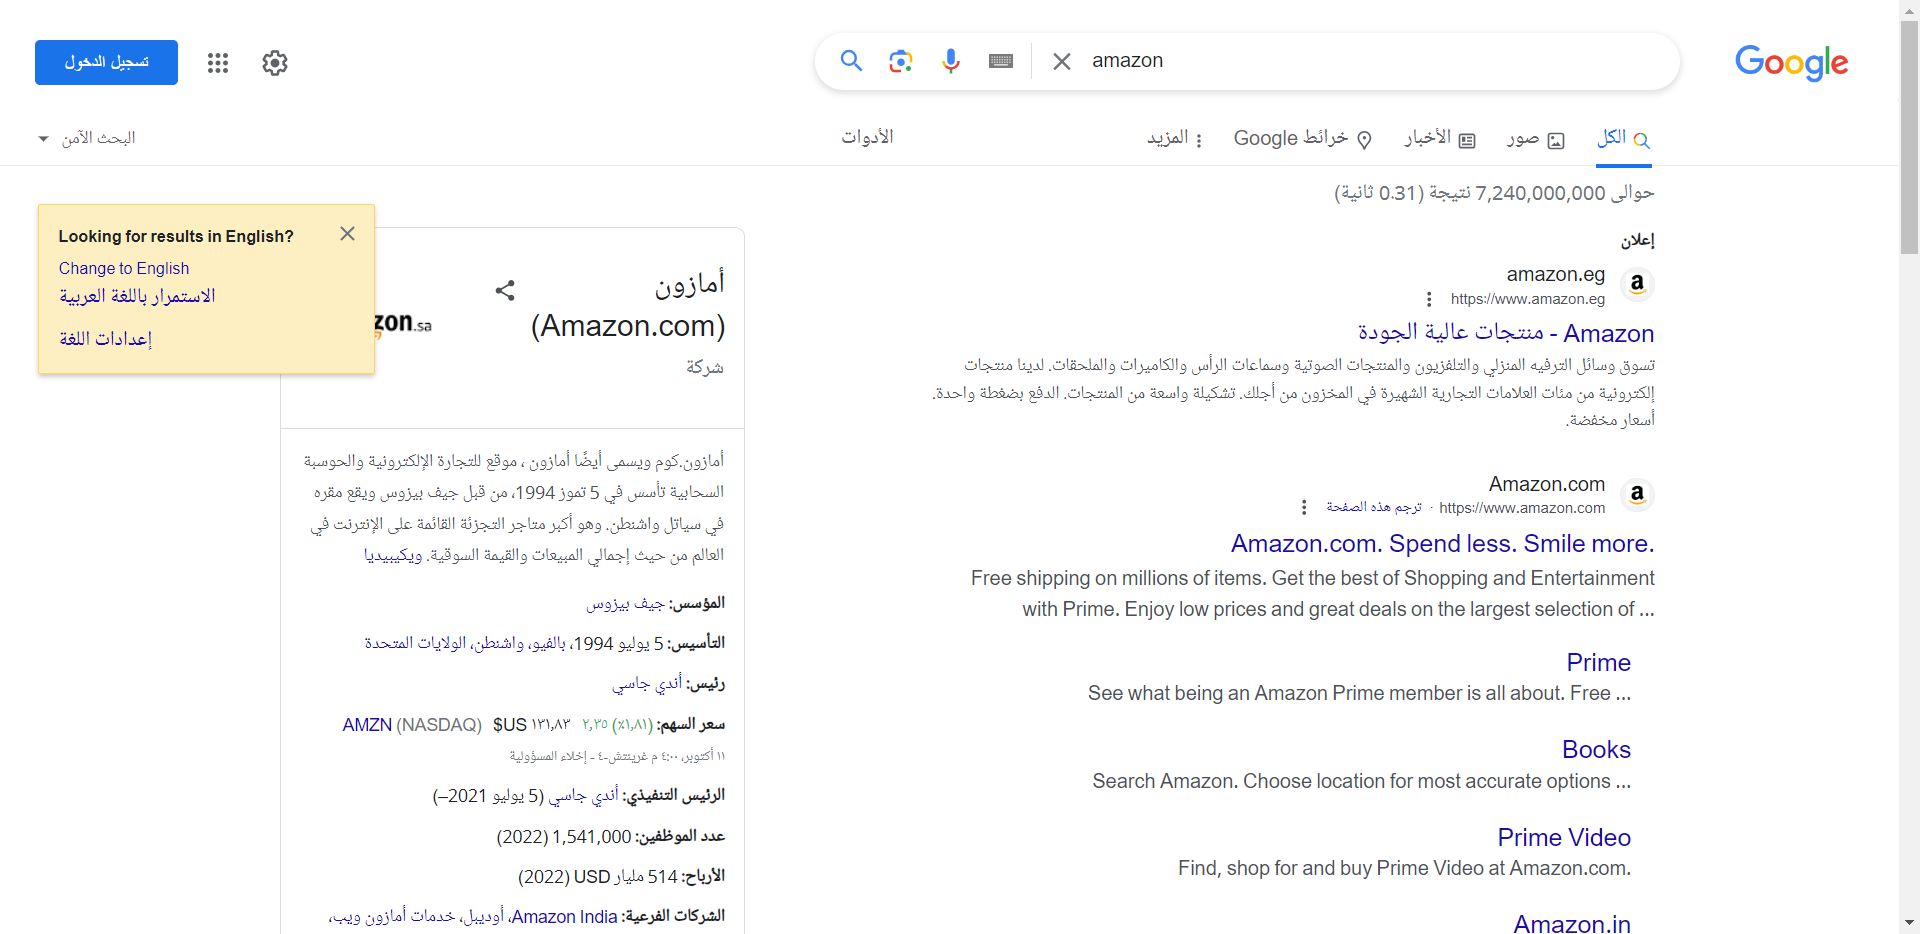 Google
amazon
تسجيل الدخول
الكل
صور
الأخبار
خرائط Google
المزيد
الأدوات
البحث الآمن
حوالى 7,240,000,000 نتيجة (0.31 ثانية)
إعلان
amazon.eg
https://www.amazon.eg
Amazon - منتجات عالية الجودة
تسوق وسائل الترفيه المنزلي والتلفزيون والمنتجات الصوتية وسماعات الرأس والكاميرات والملحقات. لدينا منتجات
إلكترونية من مئات العلامات التجارية الشهيرة في المخزون من أجلك. تشكيلة واسعة من المنتجات. الدفع بضغطة واحدة.
أسعار مخفضة.
Amazon.com
https://www.amazon.com · ترجم هذه الصفحة
Amazon.com. Spend less. Smile more.
Free shipping on millions of items. Get the best of Shopping and Entertainment
with Prime. Enjoy low prices and great deals on the largest selection of ...
Prime
See what being an Amazon Prime member is all about. Free ...
Books
Search Amazon. Choose location for most accurate options ...
Prime Video
Find, shop for and buy Prime Video at Amazon.com.
Amazon.in
Looking for results in English?
Change to English
الاستمرار باللغة العربية
إعدادات اللغة
أمازون
(Amazon.com)
شركة
zon.sa
أمازون.كوم ويسمى أيضًا أمازون ، موقع للتجارة الإلكترونية والحوسبة
السحابية تأسس في 5 تموز 1994، من قبل جيف بيزوس ويقع مقره
في سياتل واشنطن. وهو أكبر متاجر التجزئة القائمة على الإنترنت في
العالم من حيث إجمالي المبيعات والقيمة السوقية. ويكيبيديا
المؤسس: جيف بيزوس
التأسيس: 5 يوليو 1994، بالفيو، واشنطن، الولايات المتحدة
رئيس: أندي جاسي
سعر السهم: AMZN (NASDAQ) $US ١٣١٫٨٣ ٢٫٣٥ (١٫٨١٪)
١١ أكتوبر، ٤:٠٠ م غرينتش-٤ - إخلاء المسؤولية
الرئيس التنفيذي: أندي جاسي (5 يوليو 2021–)
عدد الموظفين: 1,541,000 (2022)
الأرباح: 514 مليار USD (2022)
الشركات الفرعية: Amazon India، أوديبل، خدمات أمازون ويب،